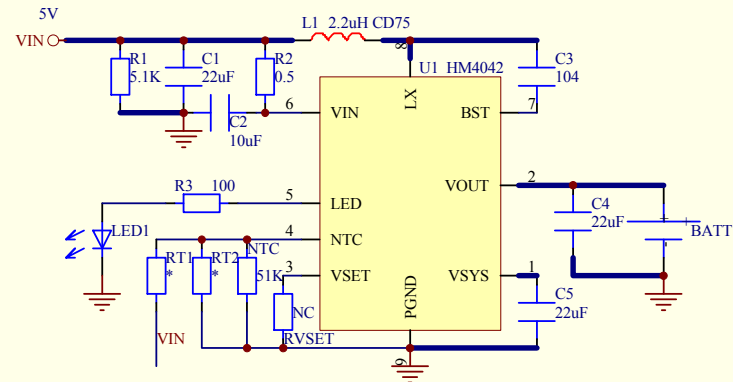 5V
L1 2.2uH CD75
VIN
R1
5.1K
C1
22uF
R2
0.5
8
U1 HM4042
C3
104
LX
6
VIN
BST
7
C2
10uF
R3 100
5
LED
VOUT
2
C4
22uF
BATT
LED1
4
NTC
RT1
*
RT2
*
NTC
51K
3
VSET
VSYS
1
NC
PGND
C5
22uF
VIN
RVSET
9